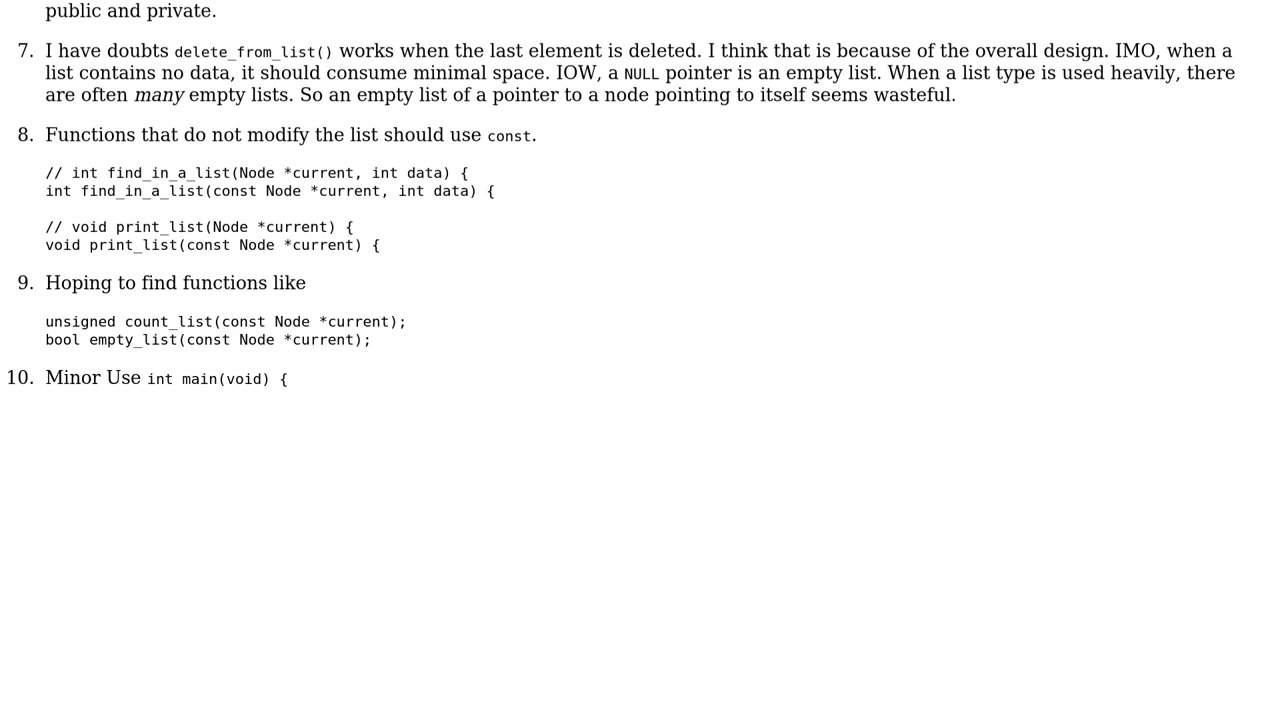 public and private.
7. I have doubts delete_from_list() works when the last element is deleted. I think that is because of the overall design. IMO, when a
list contains no data, it should consume minimal space. IOW, a NULL pointer is an empty list. When a list type is used heavily, there
are often many empty lists. So an empty list of a pointer to a node pointing to itself seems wasteful.
8. Functions that do not modify the list should use const.
// int find_in_a_list(Node *current, int data) {
int find_in_a_list(const Node *current, int data) {
// void print_list(Node *current) {
void print_list(const Node *current) {
9. Hoping to find functions like
unsigned count_list(const Node *current);
bool empty_list(const Node *current);
10. Minor Use int main(void) {